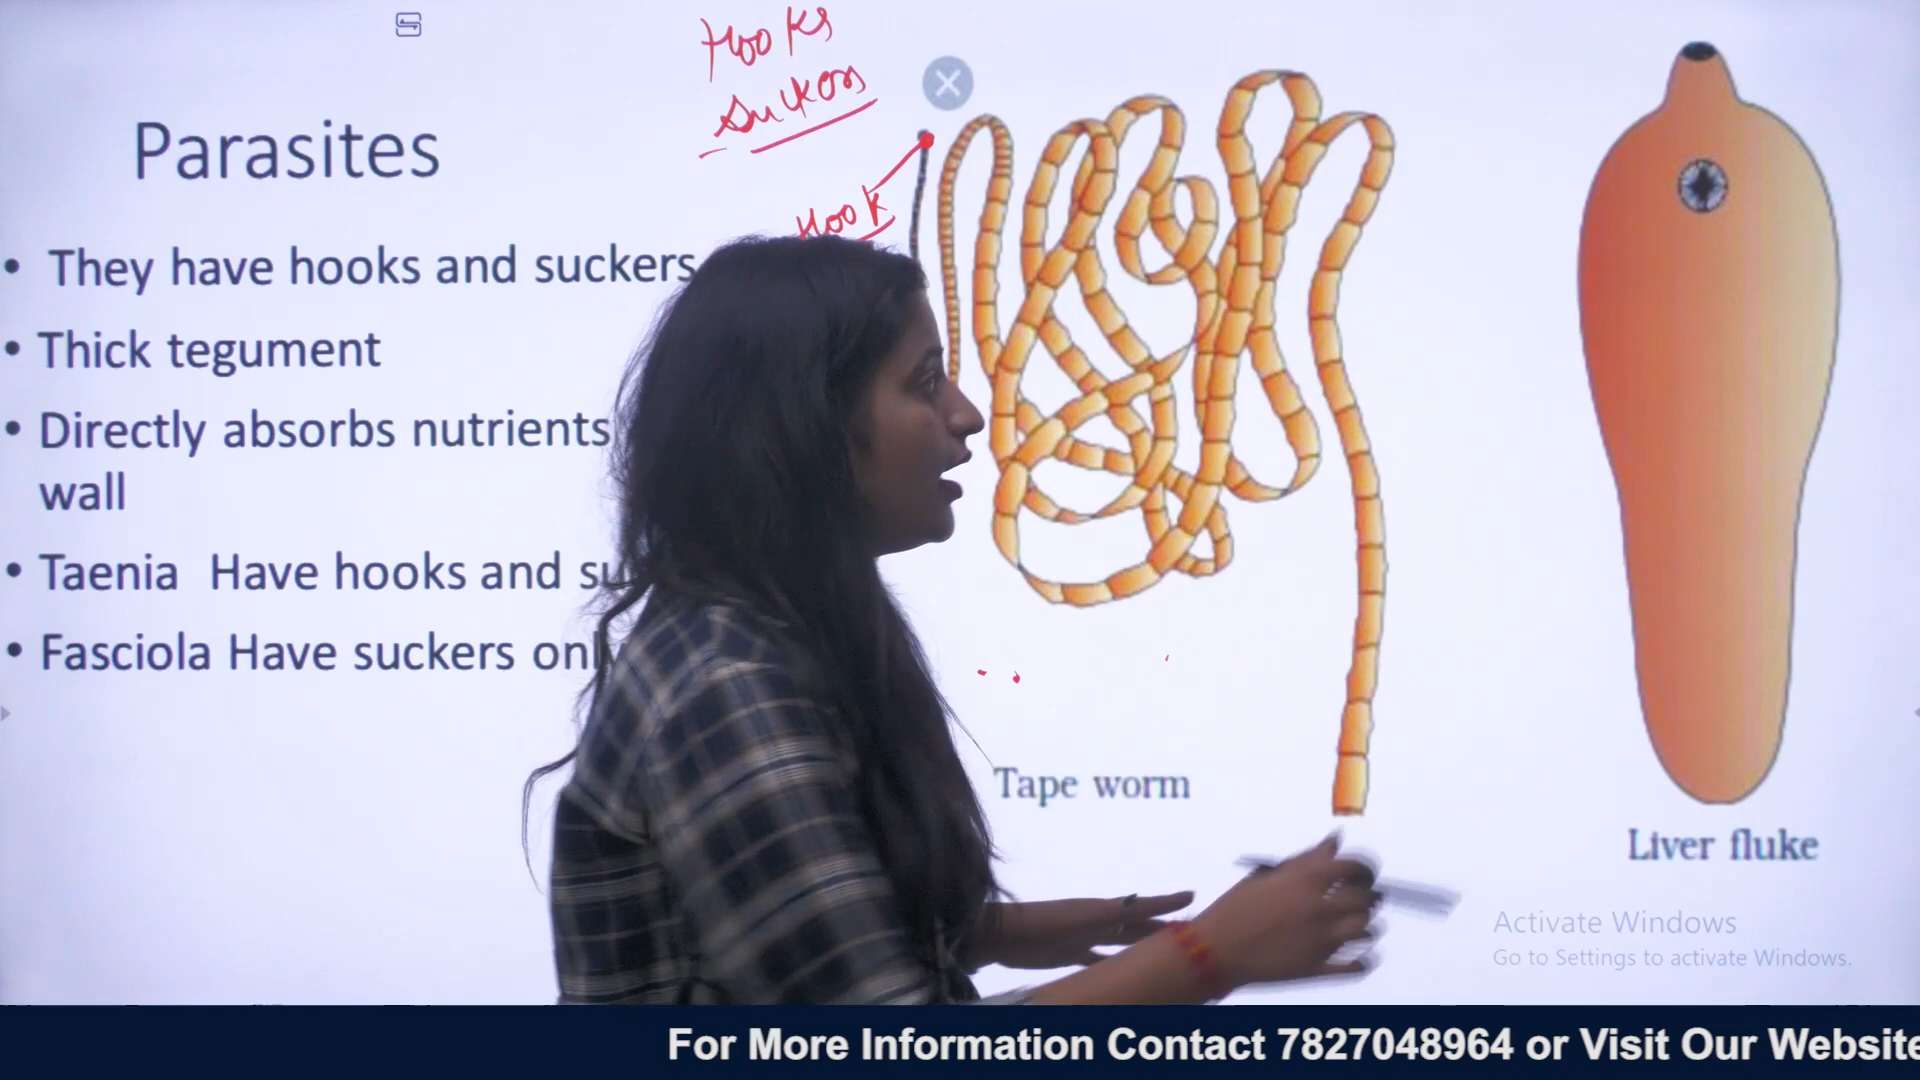 Hooks
Suckers
Parasites
Hook
• They have hooks and suckers
• Thick tegument
• Directly absorbs nutrients
wall
• Taenia Have hooks and su
• Fasciola Have suckers onl
Tape worm
Liver fluke
Activate Windows
Go to Settings to activate Windows.
For More Information Contact 7827048964 or Visit Our Website